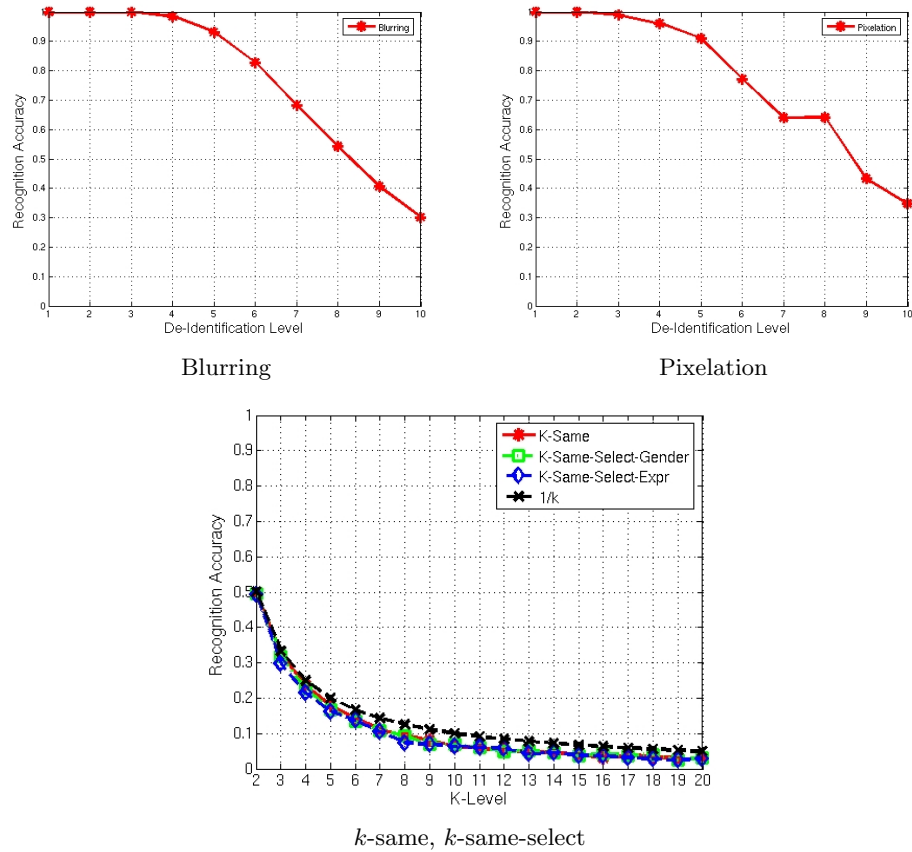 Blurring
0.9
0.8
0.7
0.6
0.5
0.4
0.3
0.2
0.1
0
Recognition Accuracy
1 2 3 4 5 6 7 8 9 10
De-Identification Level
Blurring
Pixelation
0.9
0.8
0.7
0.6
0.5
0.4
0.3
0.2
0.1
0
Recognition Accuracy
1 2 3 4 5 6 7 8 9 10
De-Identification Level
Pixelation
K-Same
K-Same-Select-Gender
K-Same-Select-Expr
1/k
1
0.9
0.8
0.7
0.6
0.5
0.4
0.3
0.2
0.1
0
Recognition Accuracy
2 3 4 5 6 7 8 9 10 11 12 13 14 15 16 17 18 19 20
K-Level
k-same, k-same-select